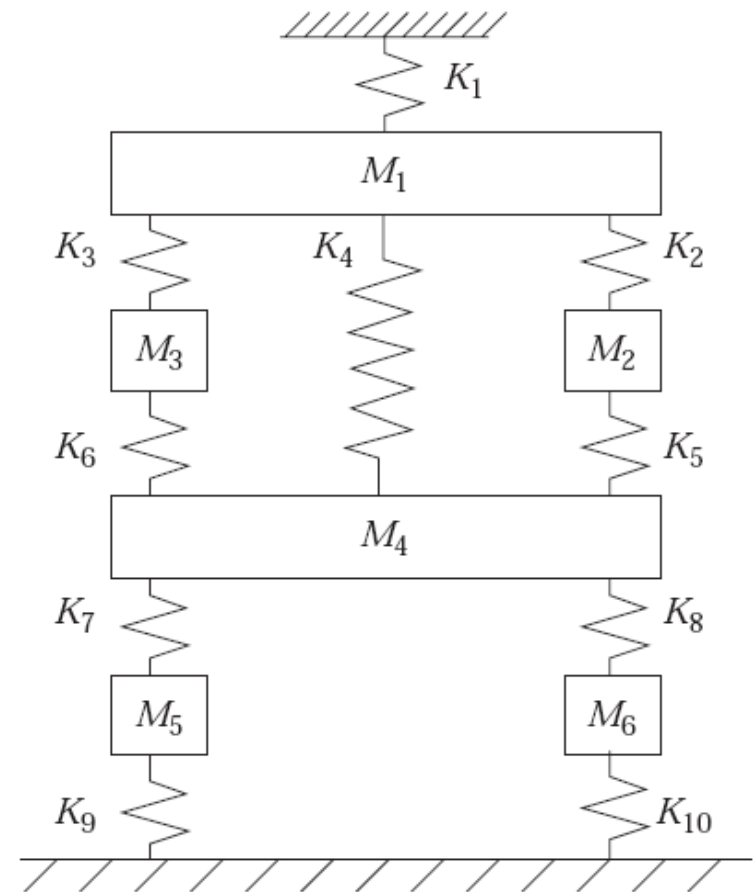 K₁
M₁
K₃ K₄ K₂
M₃ M₂
K₆ K₅
M₄
K₇ K₈
M₅ M₆
K₉ K₁₀